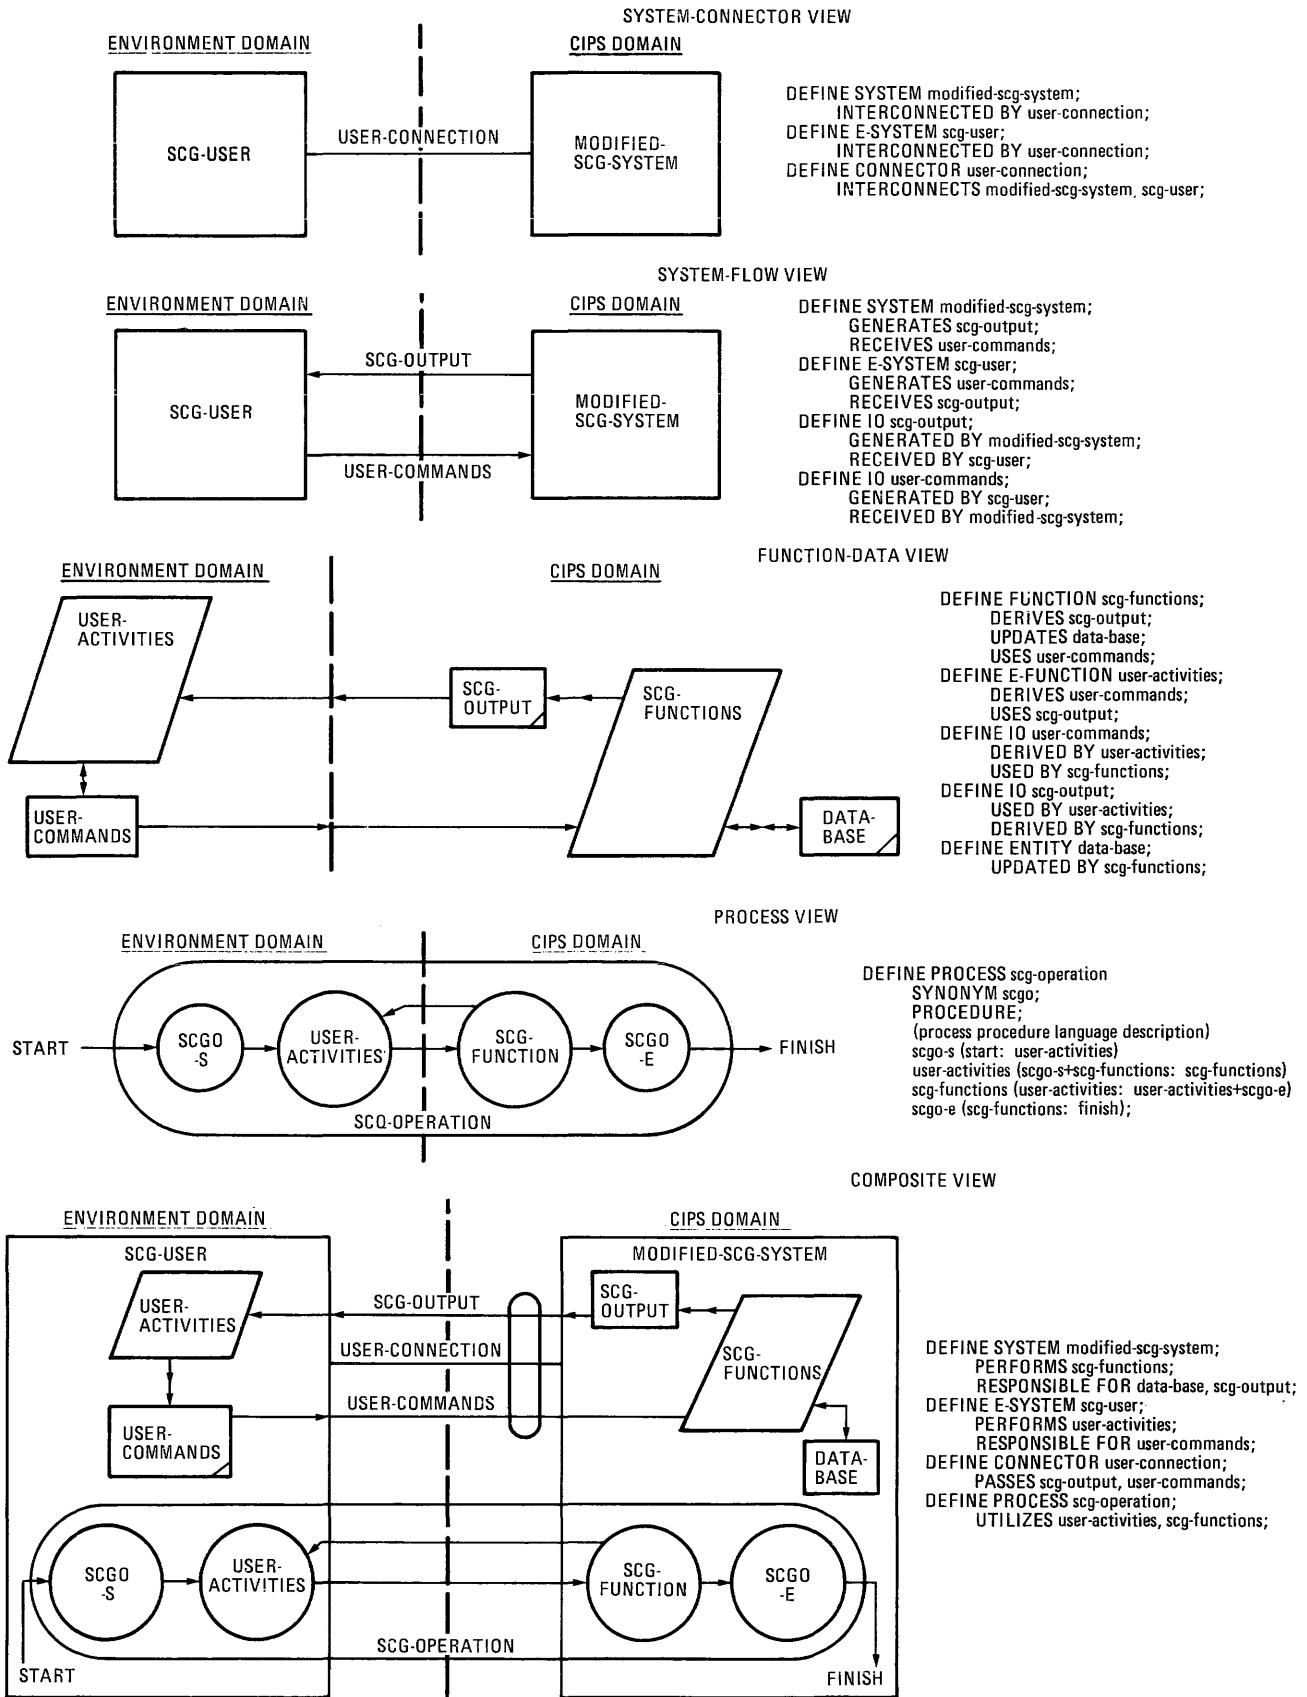 SYSTEM-CONNECTOR VIEW
ENVIRONMENT DOMAIN
CIPS DOMAIN
SCG-USER
USER-CONNECTION
MODIFIED-
SCG-SYSTEM
DEFINE SYSTEM modified-scg-system;
INTERCONNECTED BY user-connection;
DEFINE E-SYSTEM scg-user;
INTERCONNECTED BY user-connection;
DEFINE CONNECTOR user-connection;
INTERCONNECTS modified-scg-system, scg-user;
SYSTEM-FLOW VIEW
ENVIRONMENT DOMAIN
CIPS DOMAIN
SCG-USER
SCG-OUTPUT
USER-COMMANDS
MODIFIED-
SCG-SYSTEM
DEFINE SYSTEM modified-scg-system;
GENERATES scg-output;
RECEIVES user-commands;
DEFINE E-SYSTEM scg-user;
GENERATES user-commands;
RECEIVES scg-output;
DEFINE IO scg-output;
GENERATED BY modified-scg-system;
RECEIVED BY scg-user;
DEFINE IO user-commands;
GENERATED BY scg-user;
RECEIVED BY modified-scg-system;
FUNCTION-DATA VIEW
ENVIRONMENT DOMAIN
CIPS DOMAIN
USER-
ACTIVITIES
SCG-
OUTPUT
SCG-
FUNCTIONS
USER-
COMMANDS
DATA-
BASE
DEFINE FUNCTION scg-functions;
DERIVES scg-output;
UPDATES data-base;
USES user-commands;
DEFINE E-FUNCTION user-activities;
DERIVES user-commands;
USES scg-output;
DEFINE IO user-commands;
DERIVED BY user-activities;
USED BY scg-functions;
DEFINE IO scg-output;
USED BY user-activities;
DERIVED BY scg-functions;
DEFINE ENTITY data-base;
UPDATED BY scg-functions;
PROCESS VIEW
ENVIRONMENT DOMAIN
CIPS DOMAIN
START
SCGO
-S
USER-
ACTIVITIES
SCG-
FUNCTION
SCGO
-E
FINISH
SCO-OPERATION
DEFINE PROCESS scg-operation
SYNONYM scgo;
PROCEDURE;
(process procedure language description)
scgo-s (start: user-activities)
user-activities (scgo-s+scg-functions: scg-functions)
scg-functions (user-activities: user-activities+scgo-e)
scgo-e (scg-functions: finish);
COMPOSITE VIEW
ENVIRONMENT DOMAIN
CIPS DOMAIN
SCG-USER
MODIFIED-SCG-SYSTEM
USER-
ACTIVITIES
SCG-OUTPUT
SCG-
OUTPUT
USER-CONNECTION
SCG-
FUNCTIONS
USER-COMMANDS
USER-
COMMANDS
DATA-
BASE
DEFINE SYSTEM modified-scg-system;
PERFORMS scg-functions;
RESPONSIBLE FOR data-base, scg-output;
DEFINE E-SYSTEM scg-user;
PERFORMS user-activities;
RESPONSIBLE FOR user-commands;
DEFINE CONNECTOR user-connection;
PASSES scg-output, user-commands;
DEFINE PROCESS scg-operation;
UTILIZES user-activities, scg-functions;
SCGO
-S
USER-
ACTIVITIES
SCG-
FUNCTION
SCGO
-E
SCG-OPERATION
START
FINISH